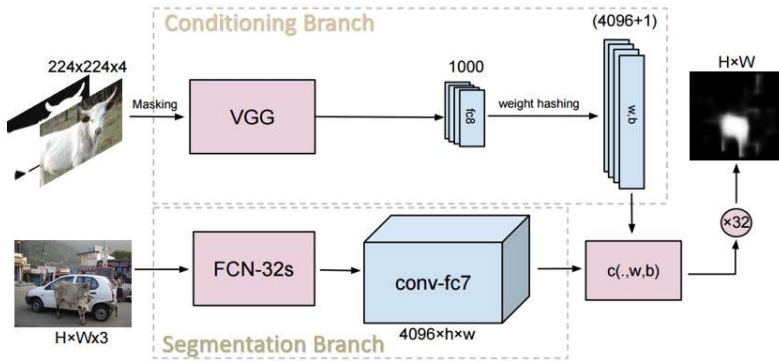 Conditioning Branch
(4096+1)
224x224x4
1000
H×W
Masking
VGG
fc8
weight hashing
w,b
×32
FCN-32s
conv-fc7
c(.,w,b)
H×Wx3
4096×h×w
Segmentation Branch